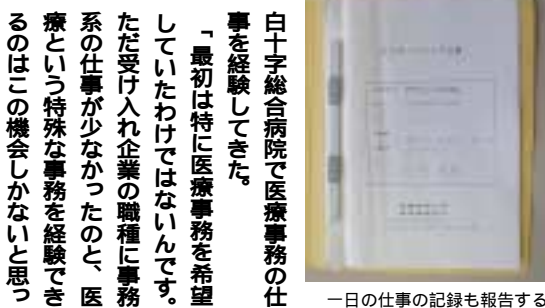 白十字総合病院で医療事務の仕
事を経験してきた。
「最初は特に医療事務を希望
していたわけではないんです。
ただ受け入れ企業の職種に事務
系の仕事が少なかったのと、医
療という特殊な事務を経験でき
るのはこの機会しかないと思っ
一日の仕事の記録も報告する